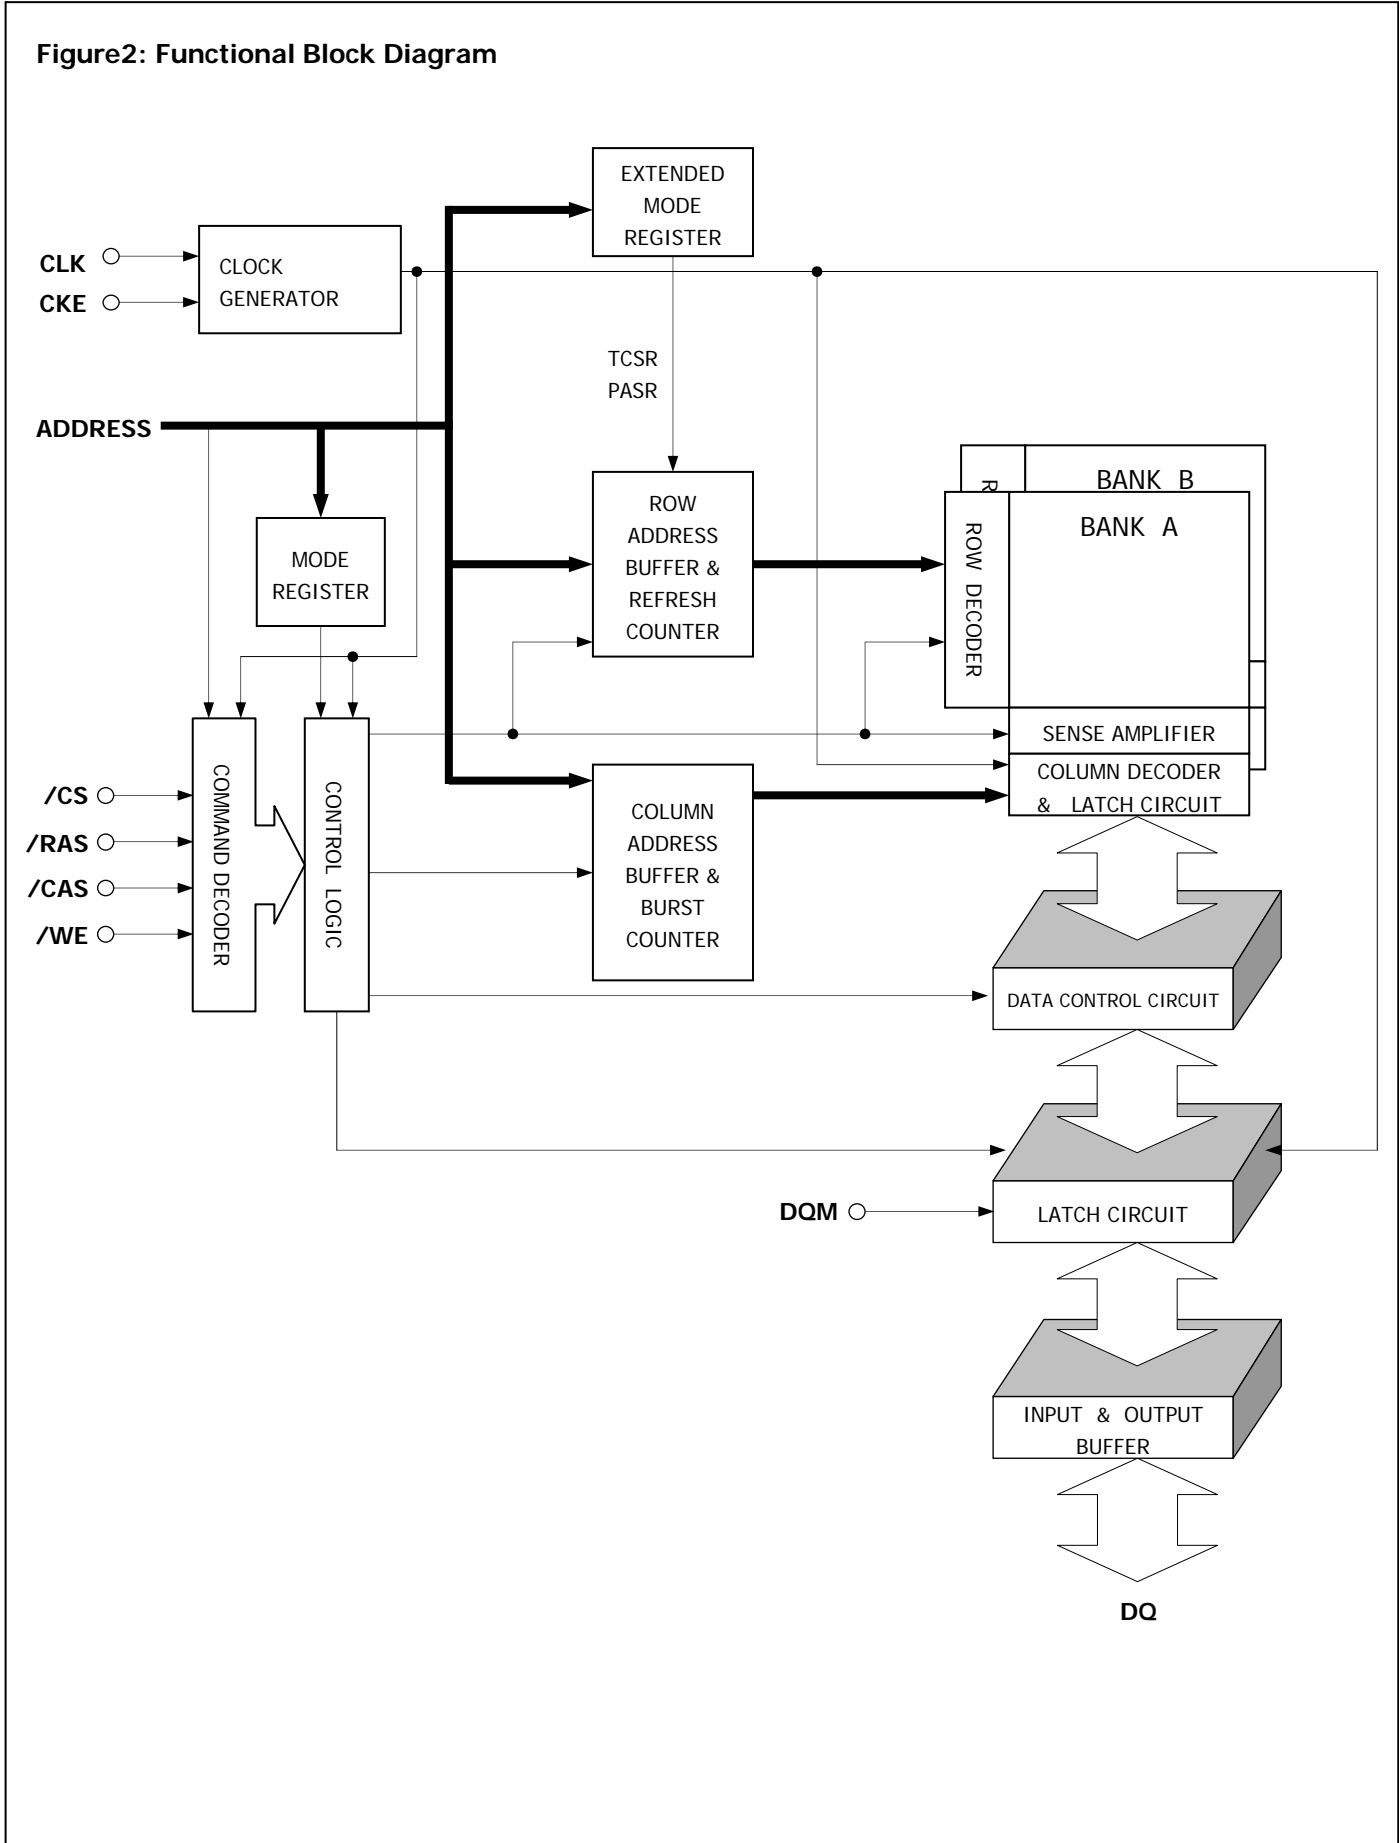 Figure2: Functional Block Diagram
EXTENDED
MODE
REGISTER
CLK
CKE
CLOCK
GENERATOR
TCSR
PASR
ADDRESS
MODE
REGISTER
ROW
ADDRESS
BUFFER &
REFRESH
COUNTER
R
BANK B
BANK A
ROW DECODER
SENSE AMPLIFIER
COLUMN DECODER
& LATCH CIRCUIT
/CS
/RAS
/CAS
/WE
COMMAND DECODER
CONTROL LOGIC
COLUMN
ADDRESS
BUFFER &
BURST
COUNTER
DATA CONTROL CIRCUIT
DQM
LATCH CIRCUIT
INPUT & OUTPUT
BUFFER
DQ